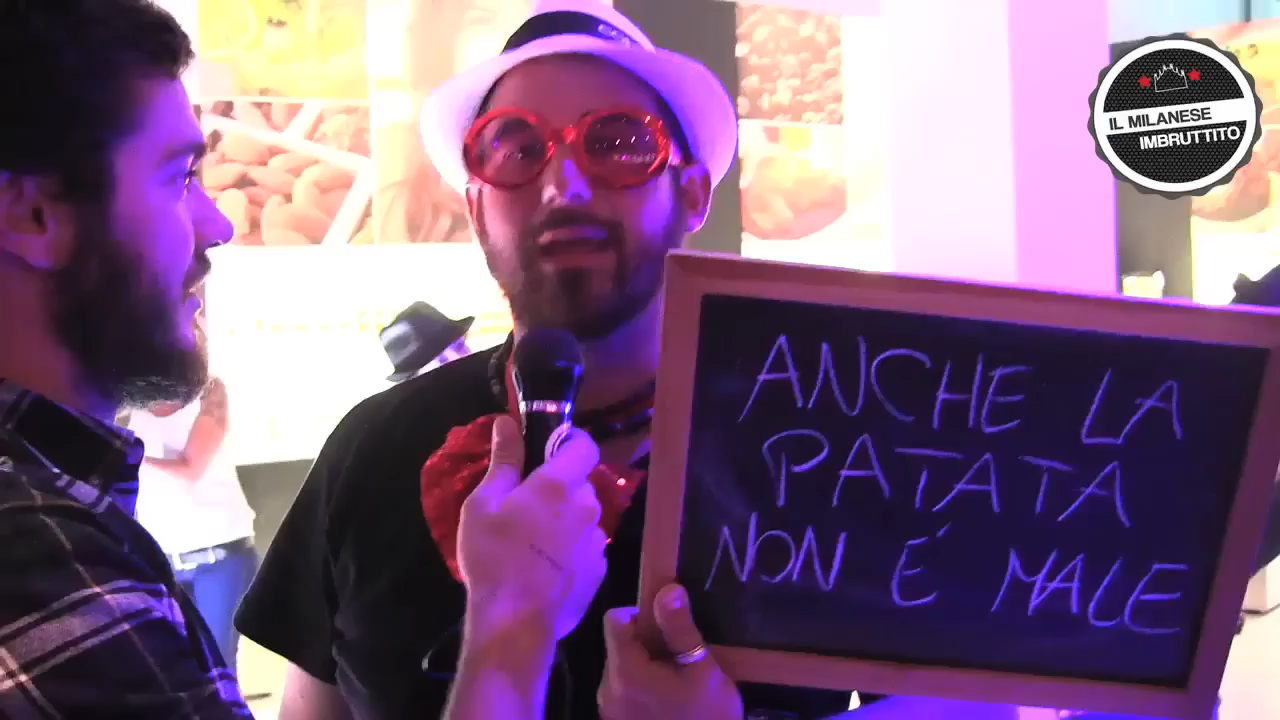 IL MILANESE
IMBRUTTITO
ANCHE LA
PATATA
NON É MALE